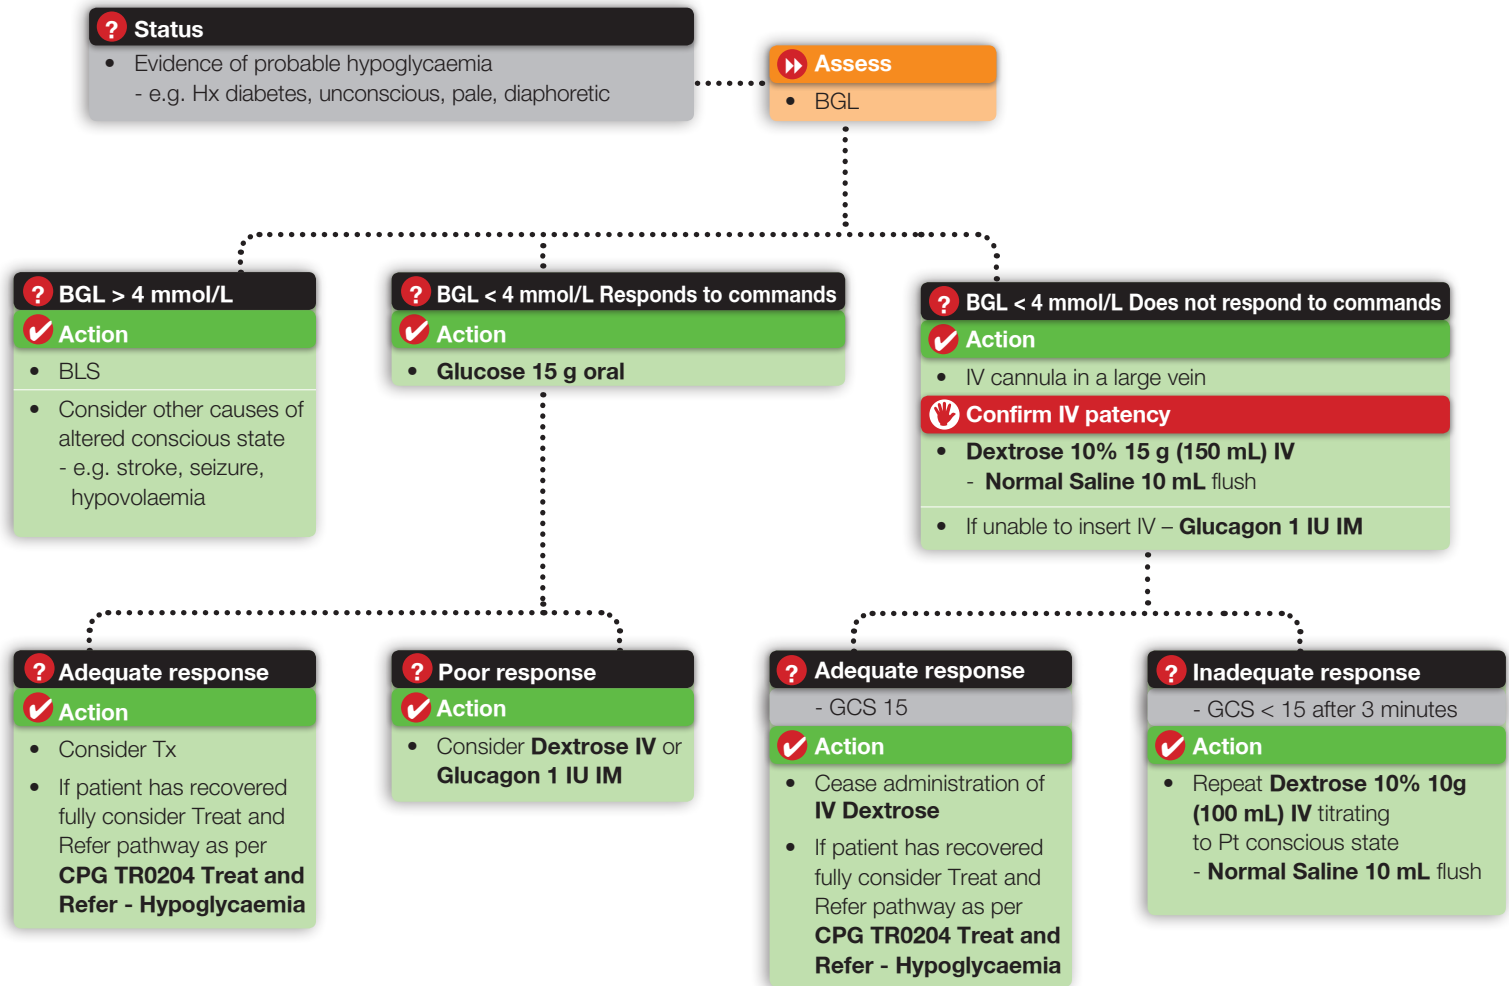 ? Status
• Evidence of probable hypoglycaemia
- e.g. Hx diabetes, unconscious, pale, diaphoretic
Assess
• BGL
? BGL > 4 mmol/L
Action
• BLS
• Consider other causes of
altered conscious state
- e.g. stroke, seizure,
hypovolaemia
? BGL < 4 mmol/L Responds to commands
Action
• Glucose 15 g oral
? BGL < 4 mmol/L Does not respond to commands
Action
• IV cannula in a large vein
Confirm IV patency
• Dextrose 10% 15 g (150 mL) IV
- Normal Saline 10 mL flush
• If unable to insert IV – Glucagon 1 IU IM
? Adequate response
Action
• Consider Tx
• If patient has recovered
fully consider Treat and
Refer pathway as per
CPG TR0204 Treat and
Refer - Hypoglycaemia
? Poor response
Action
• Consider Dextrose IV or
Glucagon 1 IU IM
? Adequate response
- GCS 15
Action
• Cease administration of
IV Dextrose
• If patient has recovered
fully consider Treat and
Refer pathway as per
CPG TR0204 Treat and
Refer - Hypoglycaemia
? Inadequate response
- GCS < 15 after 3 minutes
Action
• Repeat Dextrose 10% 10g
(100 mL) IV titrating
to Pt conscious state
- Normal Saline 10 mL flush